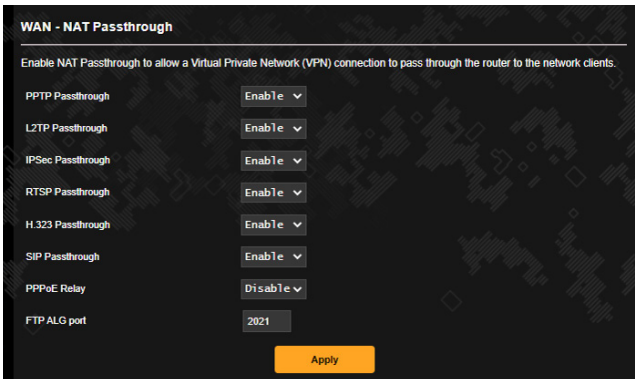 WAN - NAT Passthrough
Enable NAT Passthrough to allow a Virtual Private Network (VPN) connection to pass through the router to the network clients.
PPTP Passthrough Enable
L2TP Passthrough Enable
IPSec Passthrough Enable
RTSP Passthrough Enable
H.323 Passthrough Enable
SIP Passthrough Enable
PPPoE Relay Disable
FTP ALG port 2021
Apply